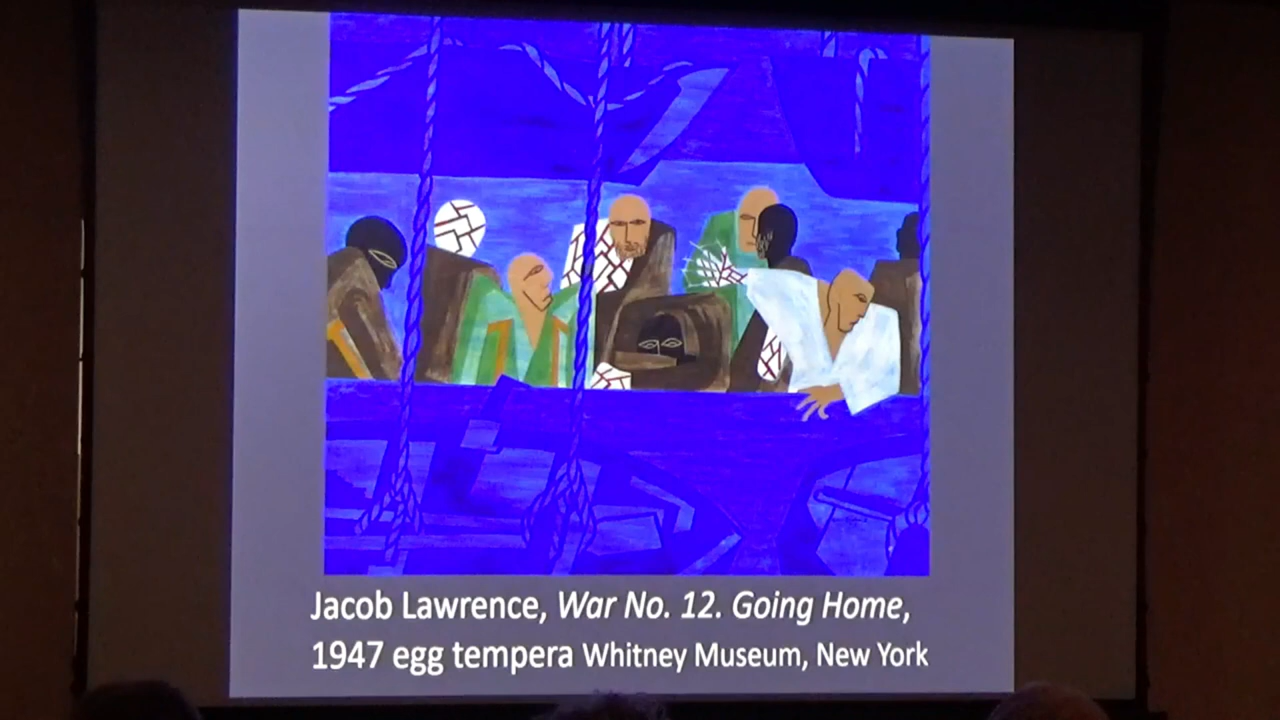 Jacob Lawrence, War No. 12. Going Home,
1947 egg tempera Whitney Museum, New York